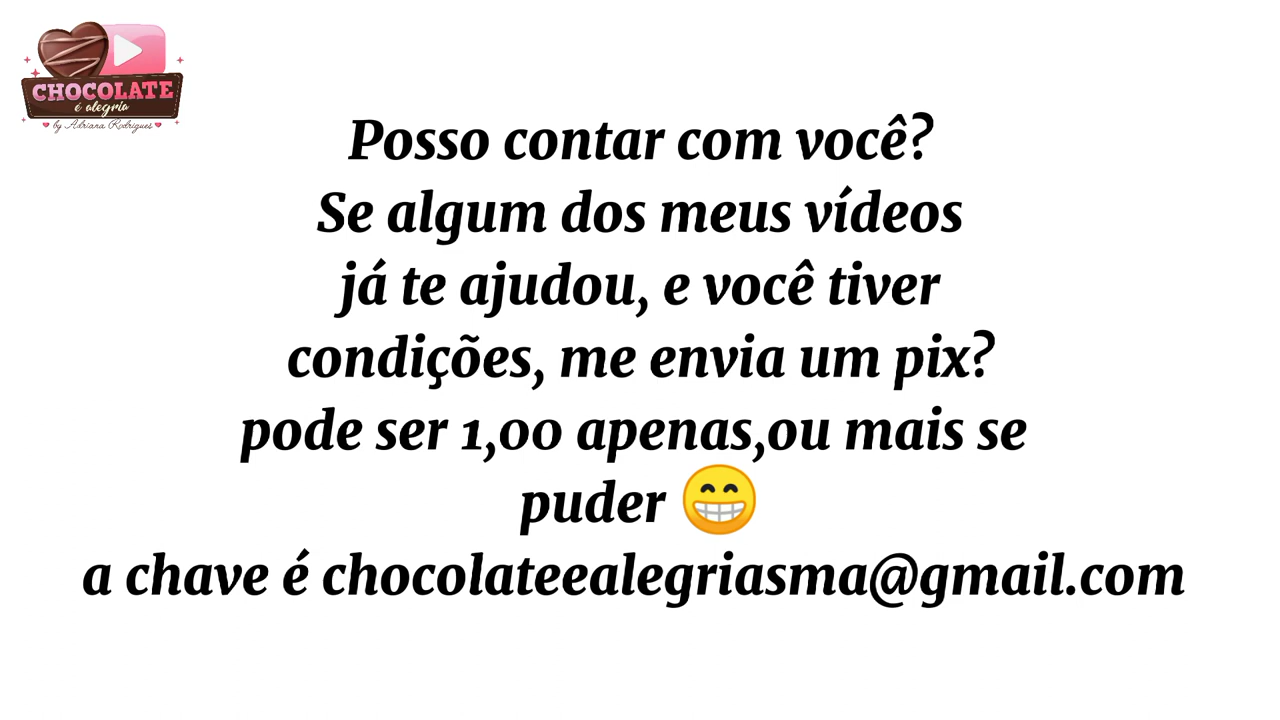 CHOCOLATE
é alegria
by Adriana Rodrigues
Posso contar com você?
Se algum dos meus vídeos
já te ajudou, e você tiver
condições, me envia um pix?
pode ser 1,00 apenas,ou mais se
puder 😁
a chave é chocolateealegriasma@gmail.com